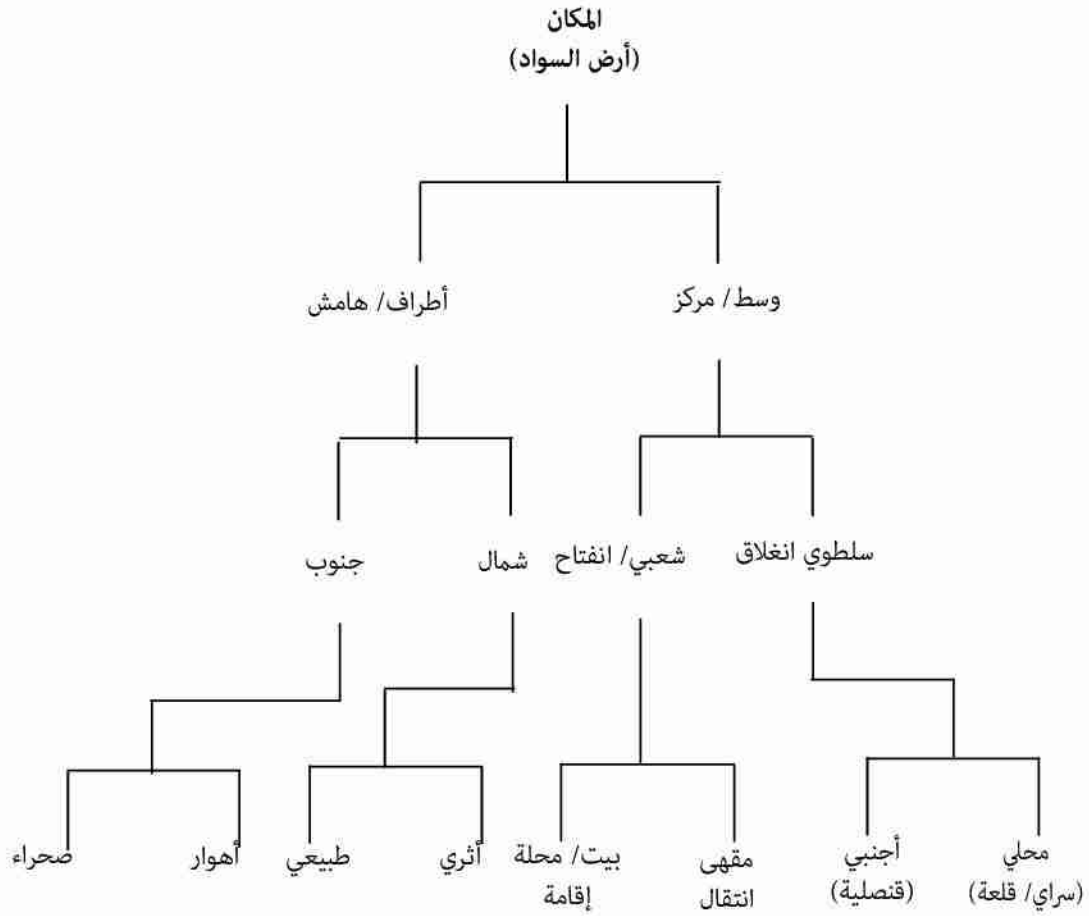 المكان
(أرض السواد)
وسط/ مركز
أطراف/ هامش
سلطوي انغلاق
شعبي/ انفتاح
شمال
جنوب
محلي
(سراي/ قلعة)
أجنبي
(قنصلية)
مقهى
انتقال
بيت/ محلة
إقامة
أثري
طبيعي
أهوار
صحراء